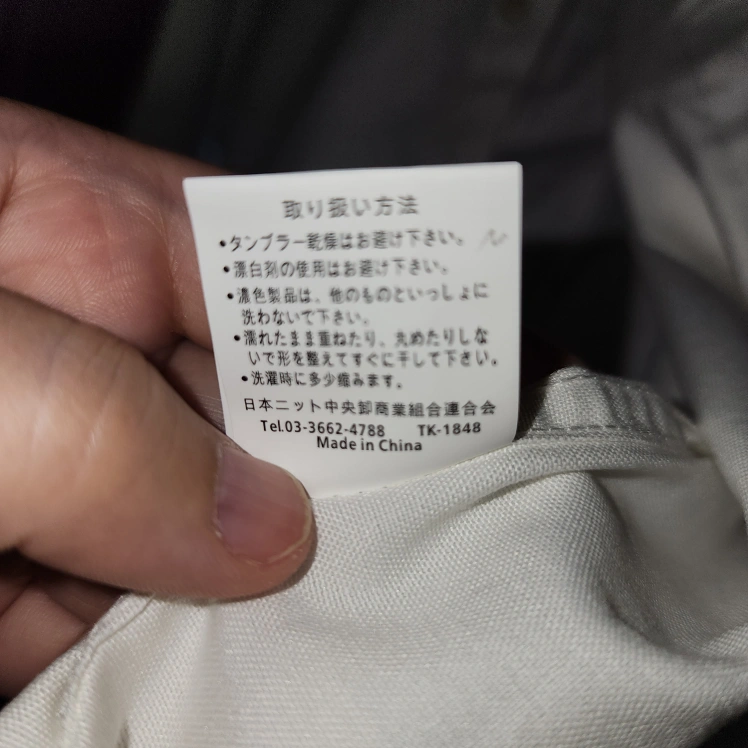 取り扱い方法
•タンブラー乾燥はお避け下さい。
•漂白剤の使用はお避け下さい。
•濃色製品は、他のものといっしょに
洗わないで下さい。
•濡れたまま重ねたり、丸めたりしな
いで形を整えてすぐに干して下さい。
•洗濯時に多少縮みます。
日本ニット中央卸商業組合連合会
Tel.03-3662-4788 TK-1848
Made in China